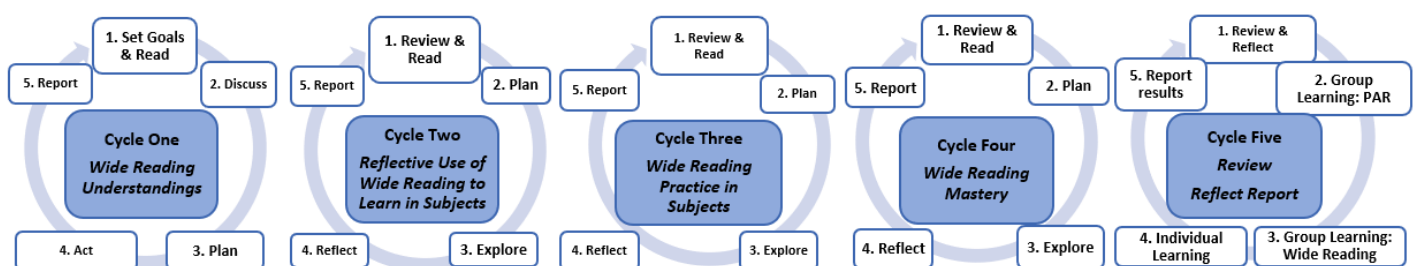 1. Set Goals
& Read
2. Discuss
3. Plan
4. Act
5. Report
Cycle One
Wide Reading
Understandings
1. Review &
Read
2. Plan
3. Explore
4. Reflect
5. Report
Cycle Two
Reflective Use of
Wide Reading to
Learn in Subjects
1. Review &
Read
2. Plan
3. Explore
4. Reflect
5. Report
Cycle Three
Wide Reading
Practice in
Subjects
1. Review &
Read
2. Plan
3. Explore
4. Reflect
5. Report
Cycle Four
Wide Reading
Mastery
1. Review &
Reflect
2. Group
Learning: PAR
3. Group Learning:
Wide Reading
4. Individual
Learning
5. Report
results
Cycle Five
Review
Reflect Report